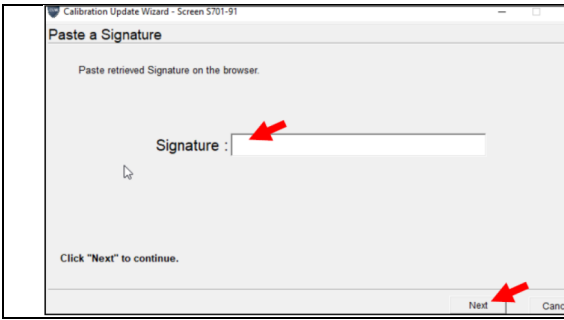 Calibration Update Wizard - Screen S701-91
Paste a Signature
Paste retrieved Signature on the browser.
Signature :
Click "Next" to continue.
Next
Canc